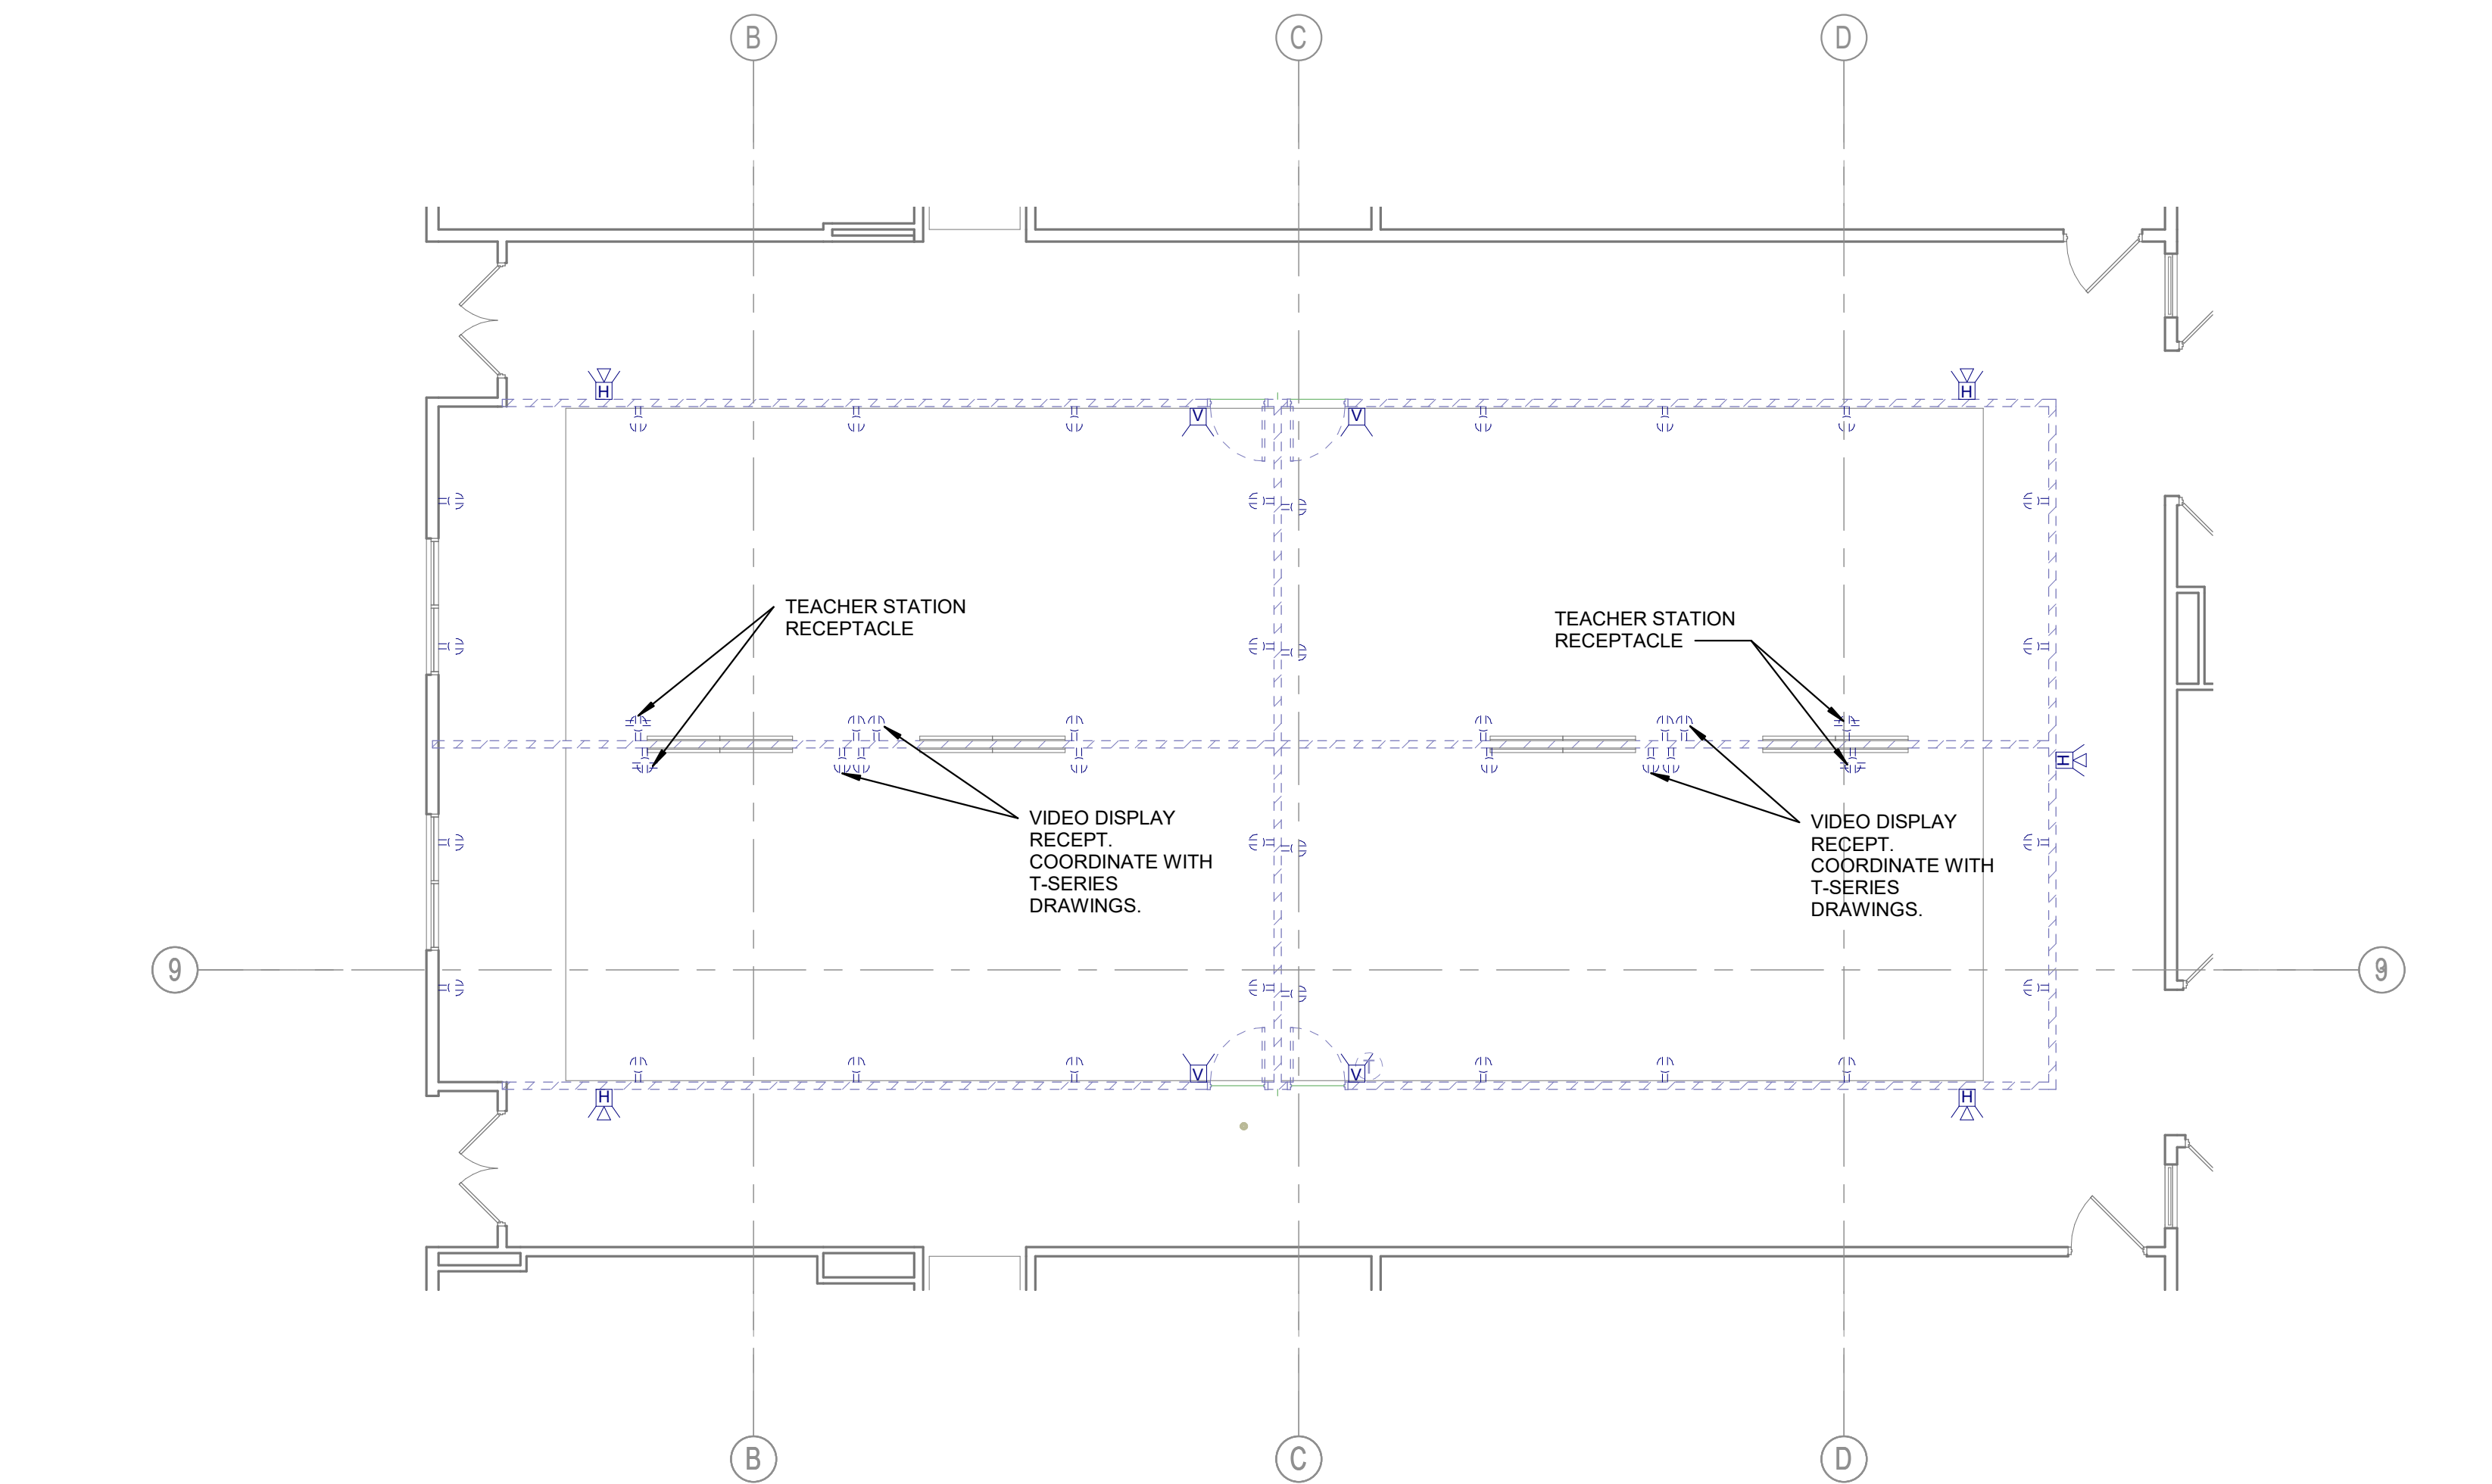 B
C
D
H
H
V
V
TEACHER STATION
RECEPTACLE
TEACHER STATION
RECEPTACLE
H
VIDEO DISPLAY
RECEPT.
COORDINATE WITH
T-SERIES
DRAWINGS.
VIDEO DISPLAY
RECEPT.
COORDINATE WITH
T-SERIES
DRAWINGS.
9
9
V
V
H
H
B
C
D